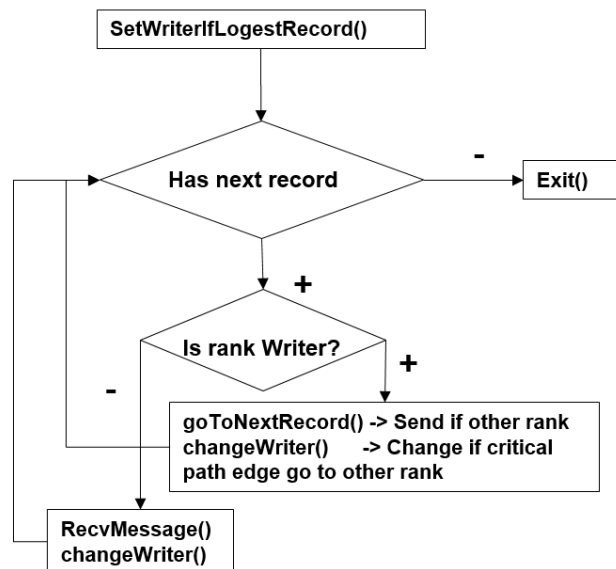 SetWriterIfLogestRecord()
Has next record
-
Exit()
+
Is rank Writer?
-
+
goToNextRecord() -> Send if other rank
changeWriter() -> Change if critical
path edge go to other rank
RecvMessage()
changeWriter()